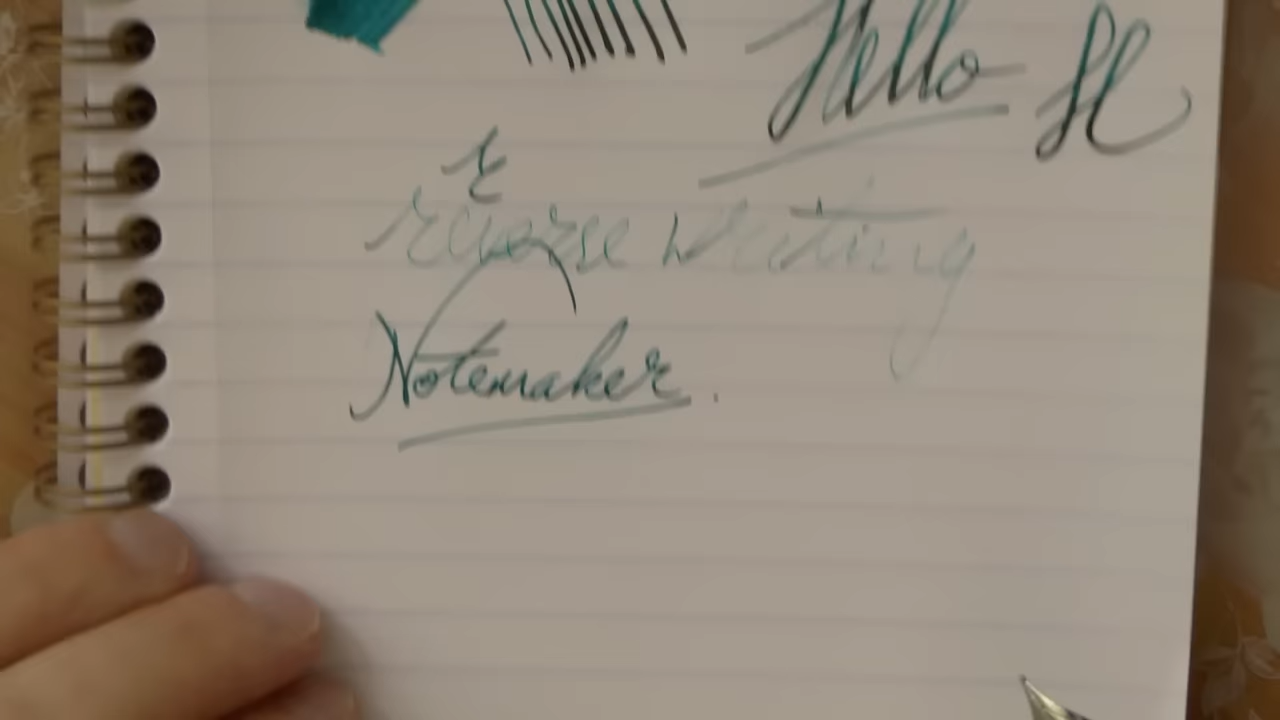 Hello H
r
reverse writing
Notemaker.